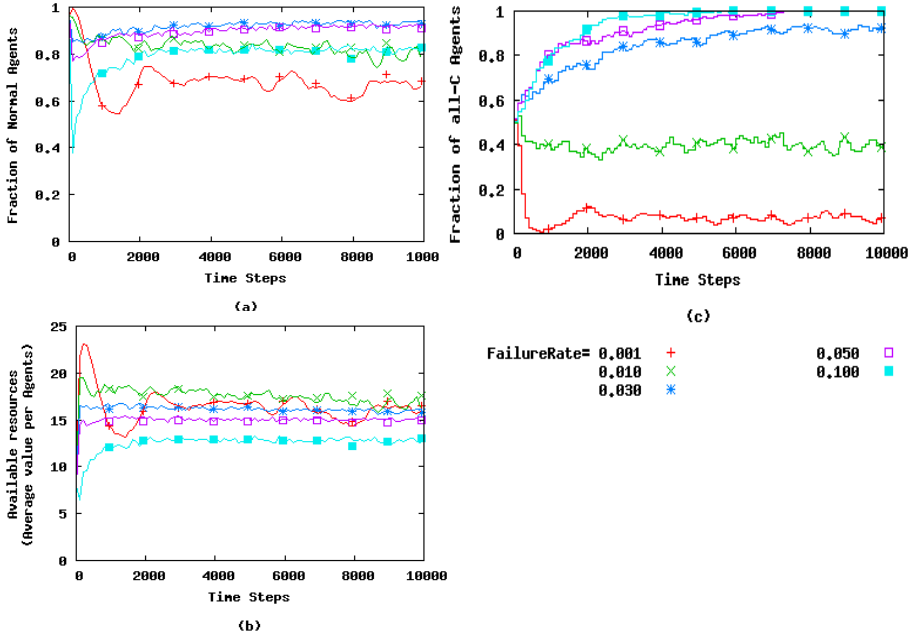 1
0.8
0.6
0.4
0.2
0
0 2000 4000 6000 8000 1000
Fraction of Normal Agents
Time Steps
(a)
1
0.8
0.6
0.4
0.2
0
0 2000 4000 6000 8000 10000
Fraction of all-C Agents
Time Steps
(c)
25
20
15
10
5
0
0 2000 4000 6000 8000 10000
Available resources
(Average value per Agents)
Time Steps
(b)
FailureRate= 0.001 0.050
0.010 0.100
0.030